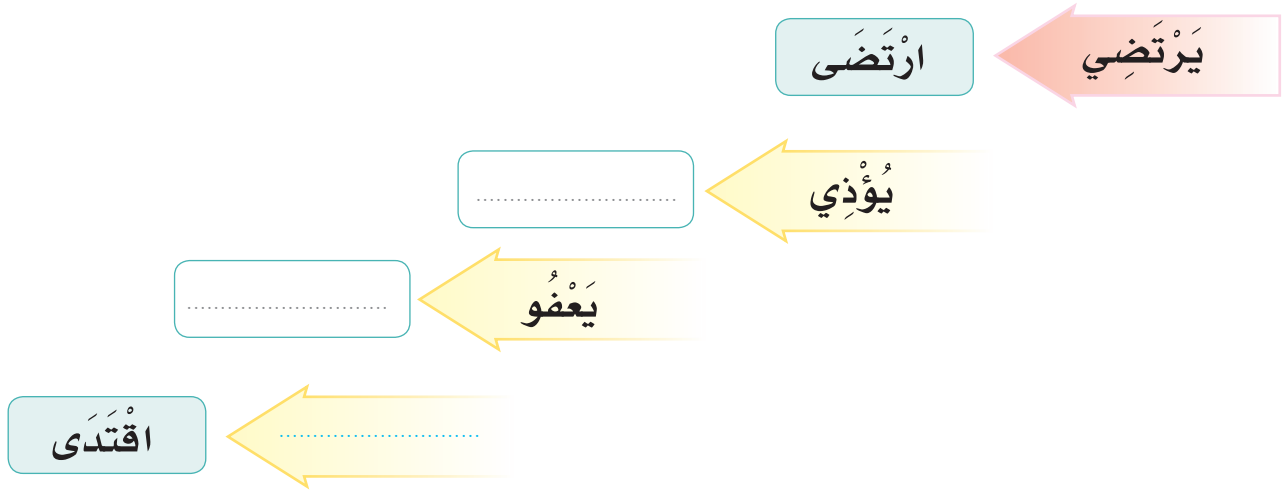 يَرْتَضِي ارْتَضَى
يُؤْذِي ............................
يَعْفُو ............................
............................ اقْتَدَى